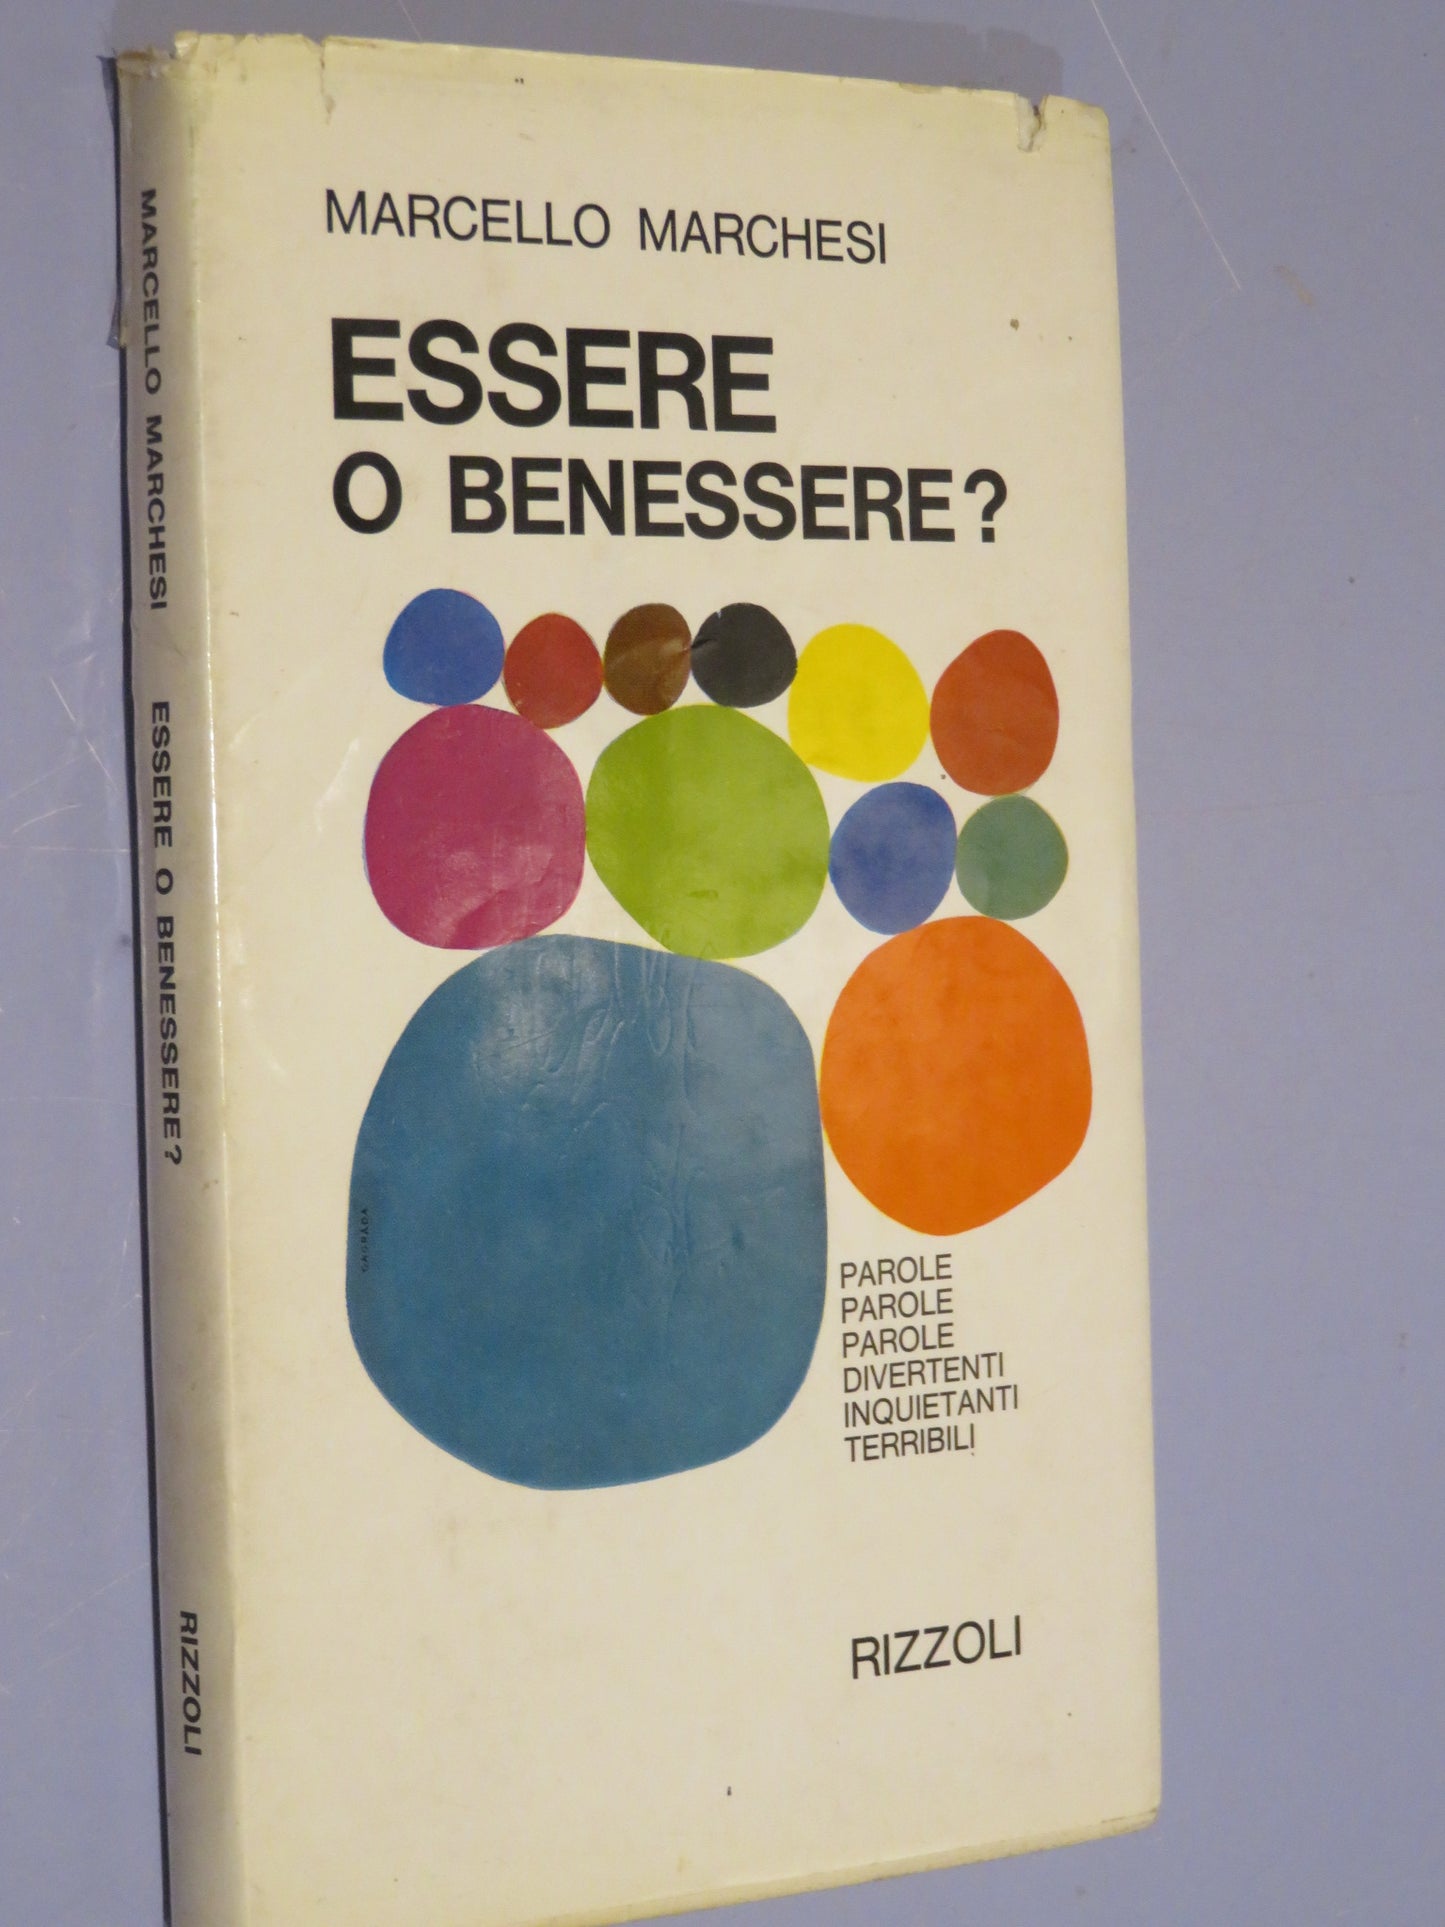 MARCELLO MARCHESI
ESSERE
O BENESSERE?
PAROLE
PAROLE
PAROLE
DIVERTENTI
INQUIETANTI
TERRIBILI
RIZZOLI
MARCELLO MARCHESI ESSERE O BENESSERE? RIZZOLI